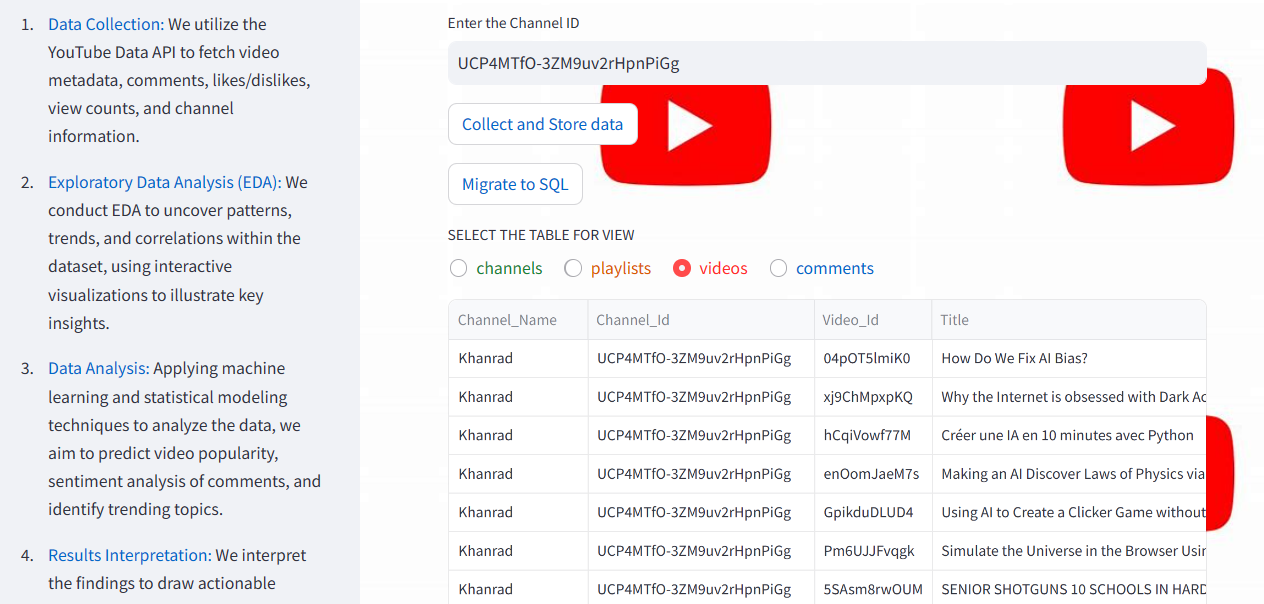 1. Data Collection: We utilize the
YouTube Data API to fetch video
metadata, comments, likes/dislikes,
view counts, and channel
information.
2. Exploratory Data Analysis (EDA): We
conduct EDA to uncover patterns,
trends, and correlations within the
dataset, using interactive
visualizations to illustrate key
insights.
3. Data Analysis: Applying machine
learning and statistical modeling
techniques to analyze the data, we
aim to predict video popularity,
sentiment analysis of comments, and
identify trending topics.
4. Results Interpretation: We interpret
the findings to draw actionable
Enter the Channel ID
UCP4MTfO-3ZM9uv2rHpnPiGg
Collect and Store data
Migrate to SQL
SELECT THE TABLE FOR VIEW
channels playlists videos comments
Channel_Name Channel_Id Video_Id Title
Khanrad UCP4MTfO-3ZM9uv2rHpnPiGg 04pOT5lmiK0 How Do We Fix AI Bias?
Khanrad UCP4MTfO-3ZM9uv2rHpnPiGg xj9ChMpxpKQ Why the Internet is obsessed with Dark Ac
Khanrad UCP4MTfO-3ZM9uv2rHpnPiGg hCqiVowf77M Créer une IA en 10 minutes avec Python
Khanrad UCP4MTfO-3ZM9uv2rHpnPiGg enOomJaeM7s Making an AI Discover Laws of Physics via
Khanrad UCP4MTfO-3ZM9uv2rHpnPiGg GpikduDLUD4 Using AI to Create a Clicker Game without
Khanrad UCP4MTfO-3ZM9uv2rHpnPiGg Pm6UJJFvqgk Simulate the Universe in the Browser Usin
Khanrad UCP4MTfO-3ZM9uv2rHpnPiGg 5SAsm8rwOUM SENIOR SHOTGUNS 10 SCHOOLS IN HARD